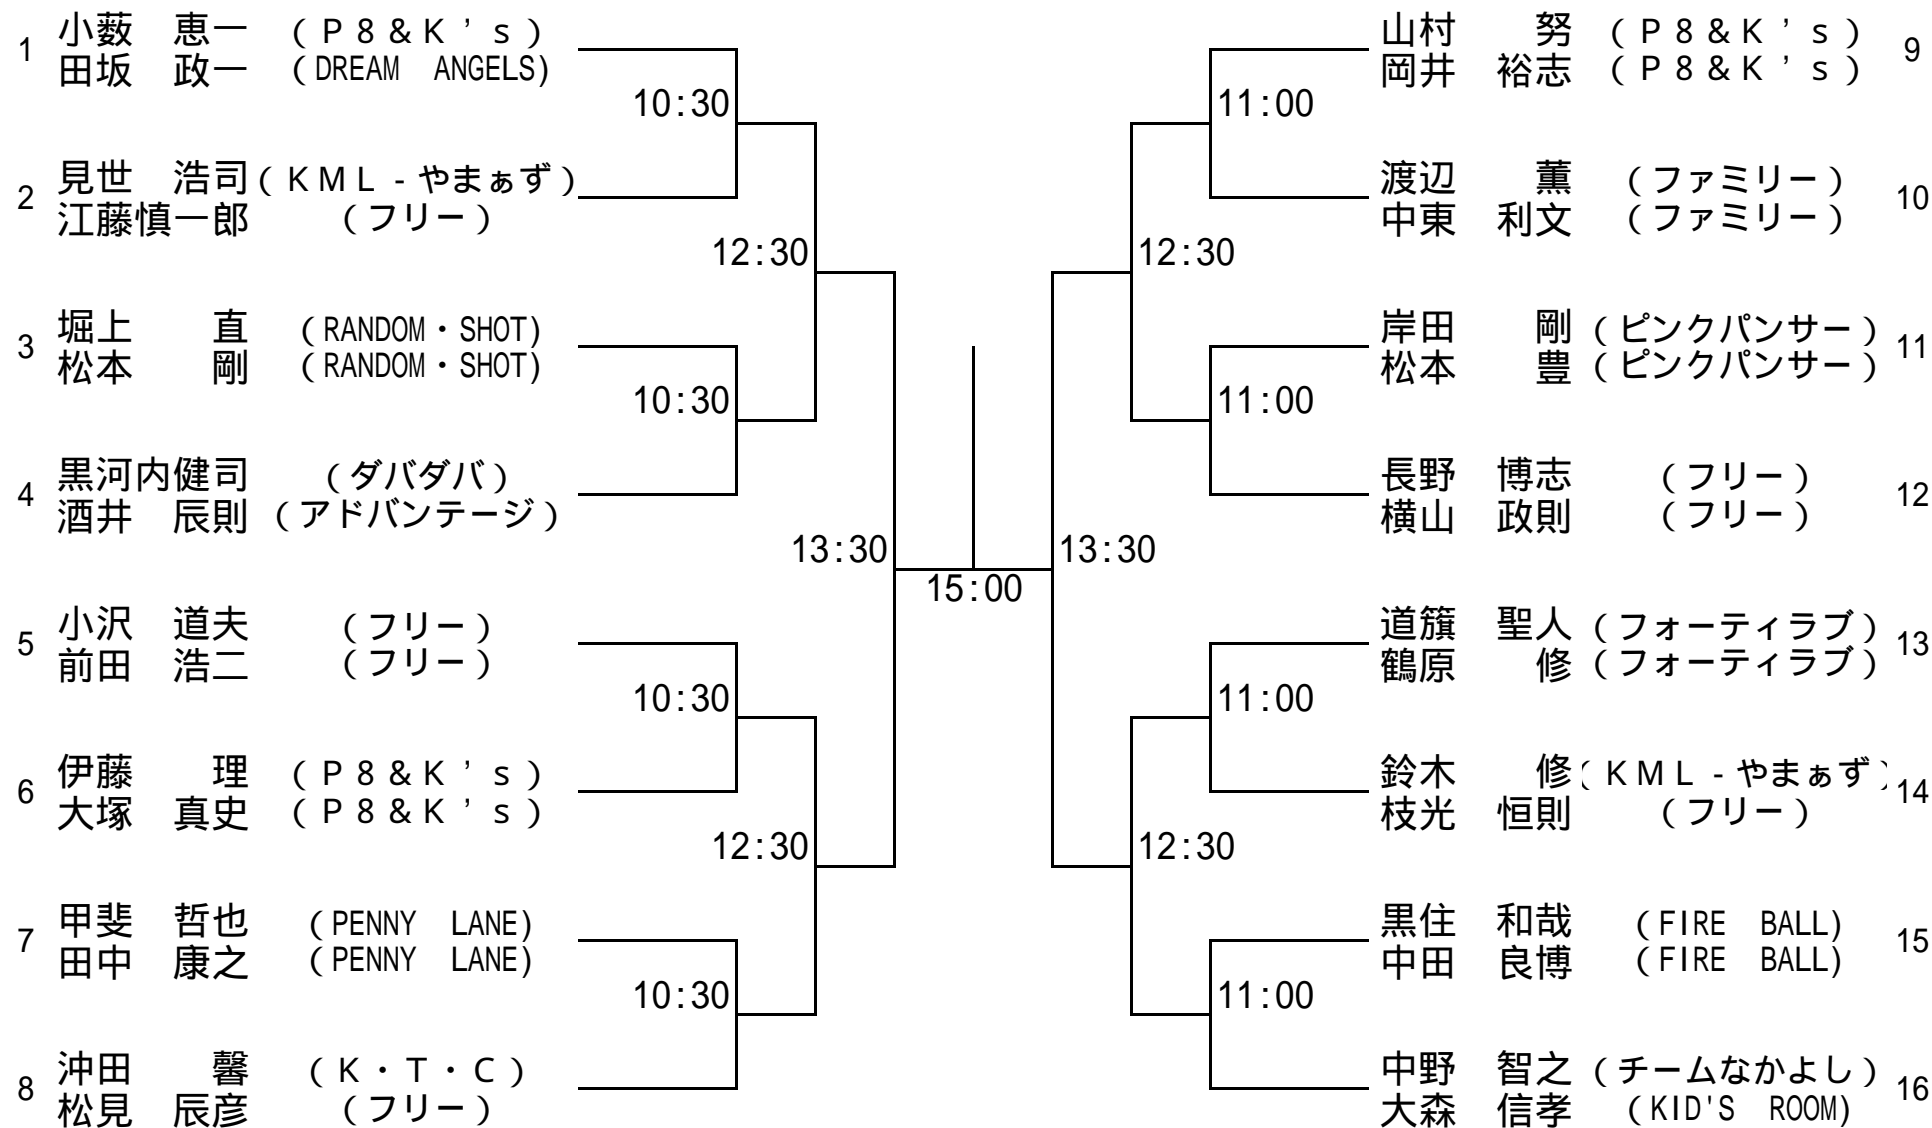 1 小薮 恵一 (P8&K's)
田坂 政一 (DREAM ANGELS)
10:30
2 見世 浩司 (KML-やまぁず)
江藤慎一郎 (フリー)
12:30
3 堀上 直 (RANDOM・SHOT)
松本 剛 (RANDOM・SHOT)
10:30
4 黒河内健司 (ダバダバ)
酒井 辰則 (アドバンテージ)
13:30
5 小沢 道夫 (フリー)
前田 浩二 (フリー)
10:30
6 伊藤 理 (P8&K's)
大塚 真史 (P8&K's)
12:30
7 甲斐 哲也 (PENNY LANE)
田中 康之 (PENNY LANE)
10:30
8 沖田 馨 (K・T・C)
松見 辰彦 (フリー)
15:00
山村 努 (P8&K's) 9
岡井 裕志 (P8&K's)
11:00
渡辺 薫 (ファミリー) 10
中東 利文 (ファミリー)
12:30
岸田 剛 (ピンクパンサー) 11
松本 豊 (ピンクパンサー)
11:00
長野 博志 (フリー) 12
横山 政則 (フリー)
13:30
道籏 聖人 (フォーティラブ) 13
鶴原 修 (フォーティラブ)
11:00
鈴木 修 (KML-やまぁず) 14
枝光 恒則 (フリー)
12:30
黒住 和哉 (FIRE BALL) 15
中田 良博 (FIRE BALL)
11:00
中野 智之 (チームなかよし) 16
大森 信孝 (KID'S ROOM)